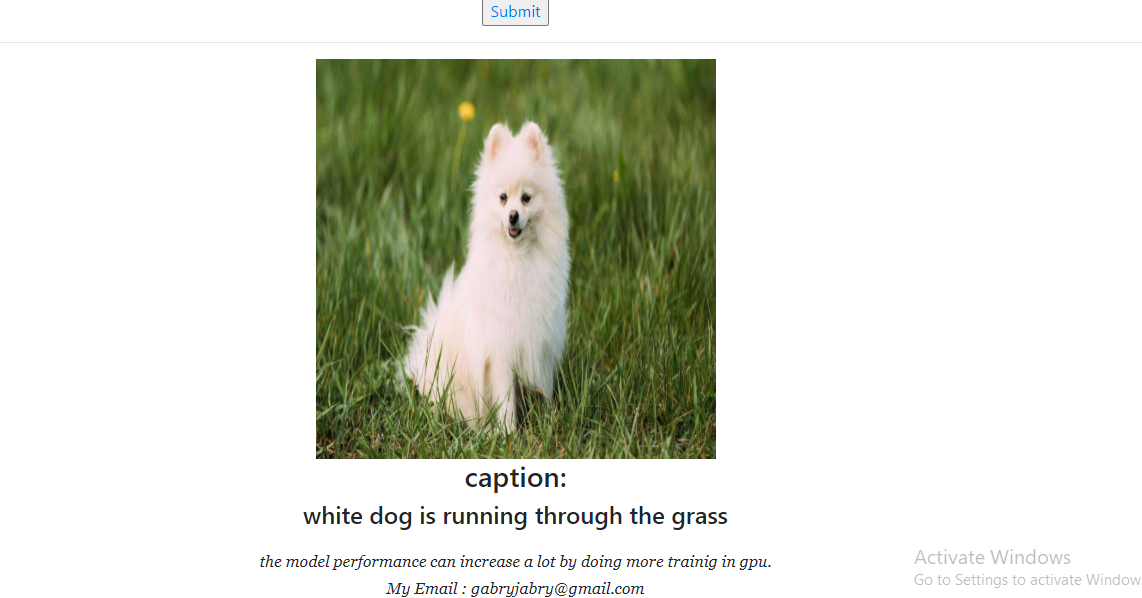 Submit
caption:
white dog is running through the grass
the model performance can increase a lot by doing more trainig in gpu.
My Email : gabryjabry@gmail.com
Activate Windows
Go to Settings to activate Window